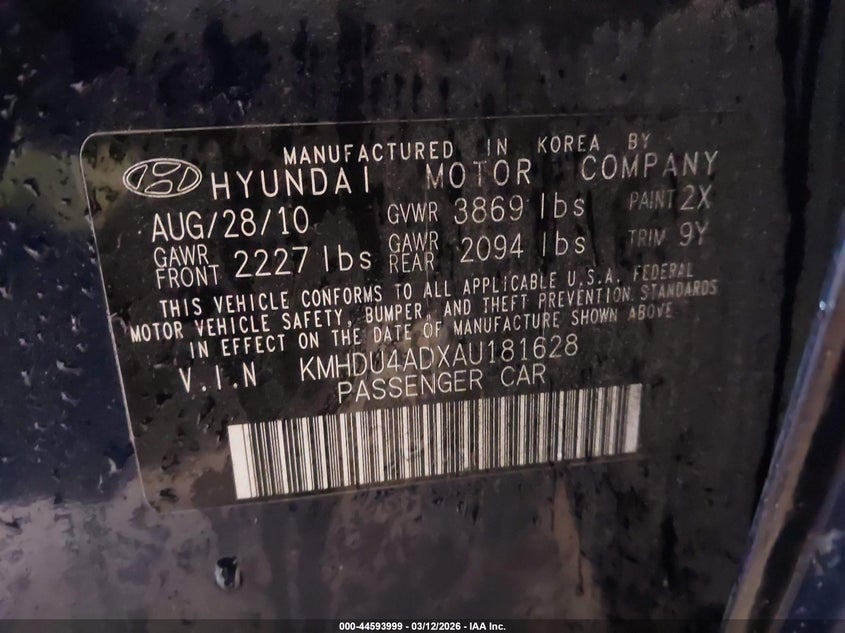 MANUFACTURED IN KOREA BY
HYUNDAI MOTOR COMPANY
AUG/28/10 GVWR 3869 lbs PAINT 2X
GAWR FRONT 2227 lbs GAWR REAR 2094 lbs TRIM 9Y
THIS VEHICLE CONFORMS TO ALL APPLICABLE U.S.A. FEDERAL
MOTOR VEHICLE SAFETY, BUMPER, AND THEFT PREVENTION STANDARDS
IN EFFECT ON THE DATE OF MANUFACTURE SHOWN ABOVE
V.I.N KMHDU4ADXAU181628
PASSENGER CAR
000-44593999 - 03/12/2026 - IAA Inc.